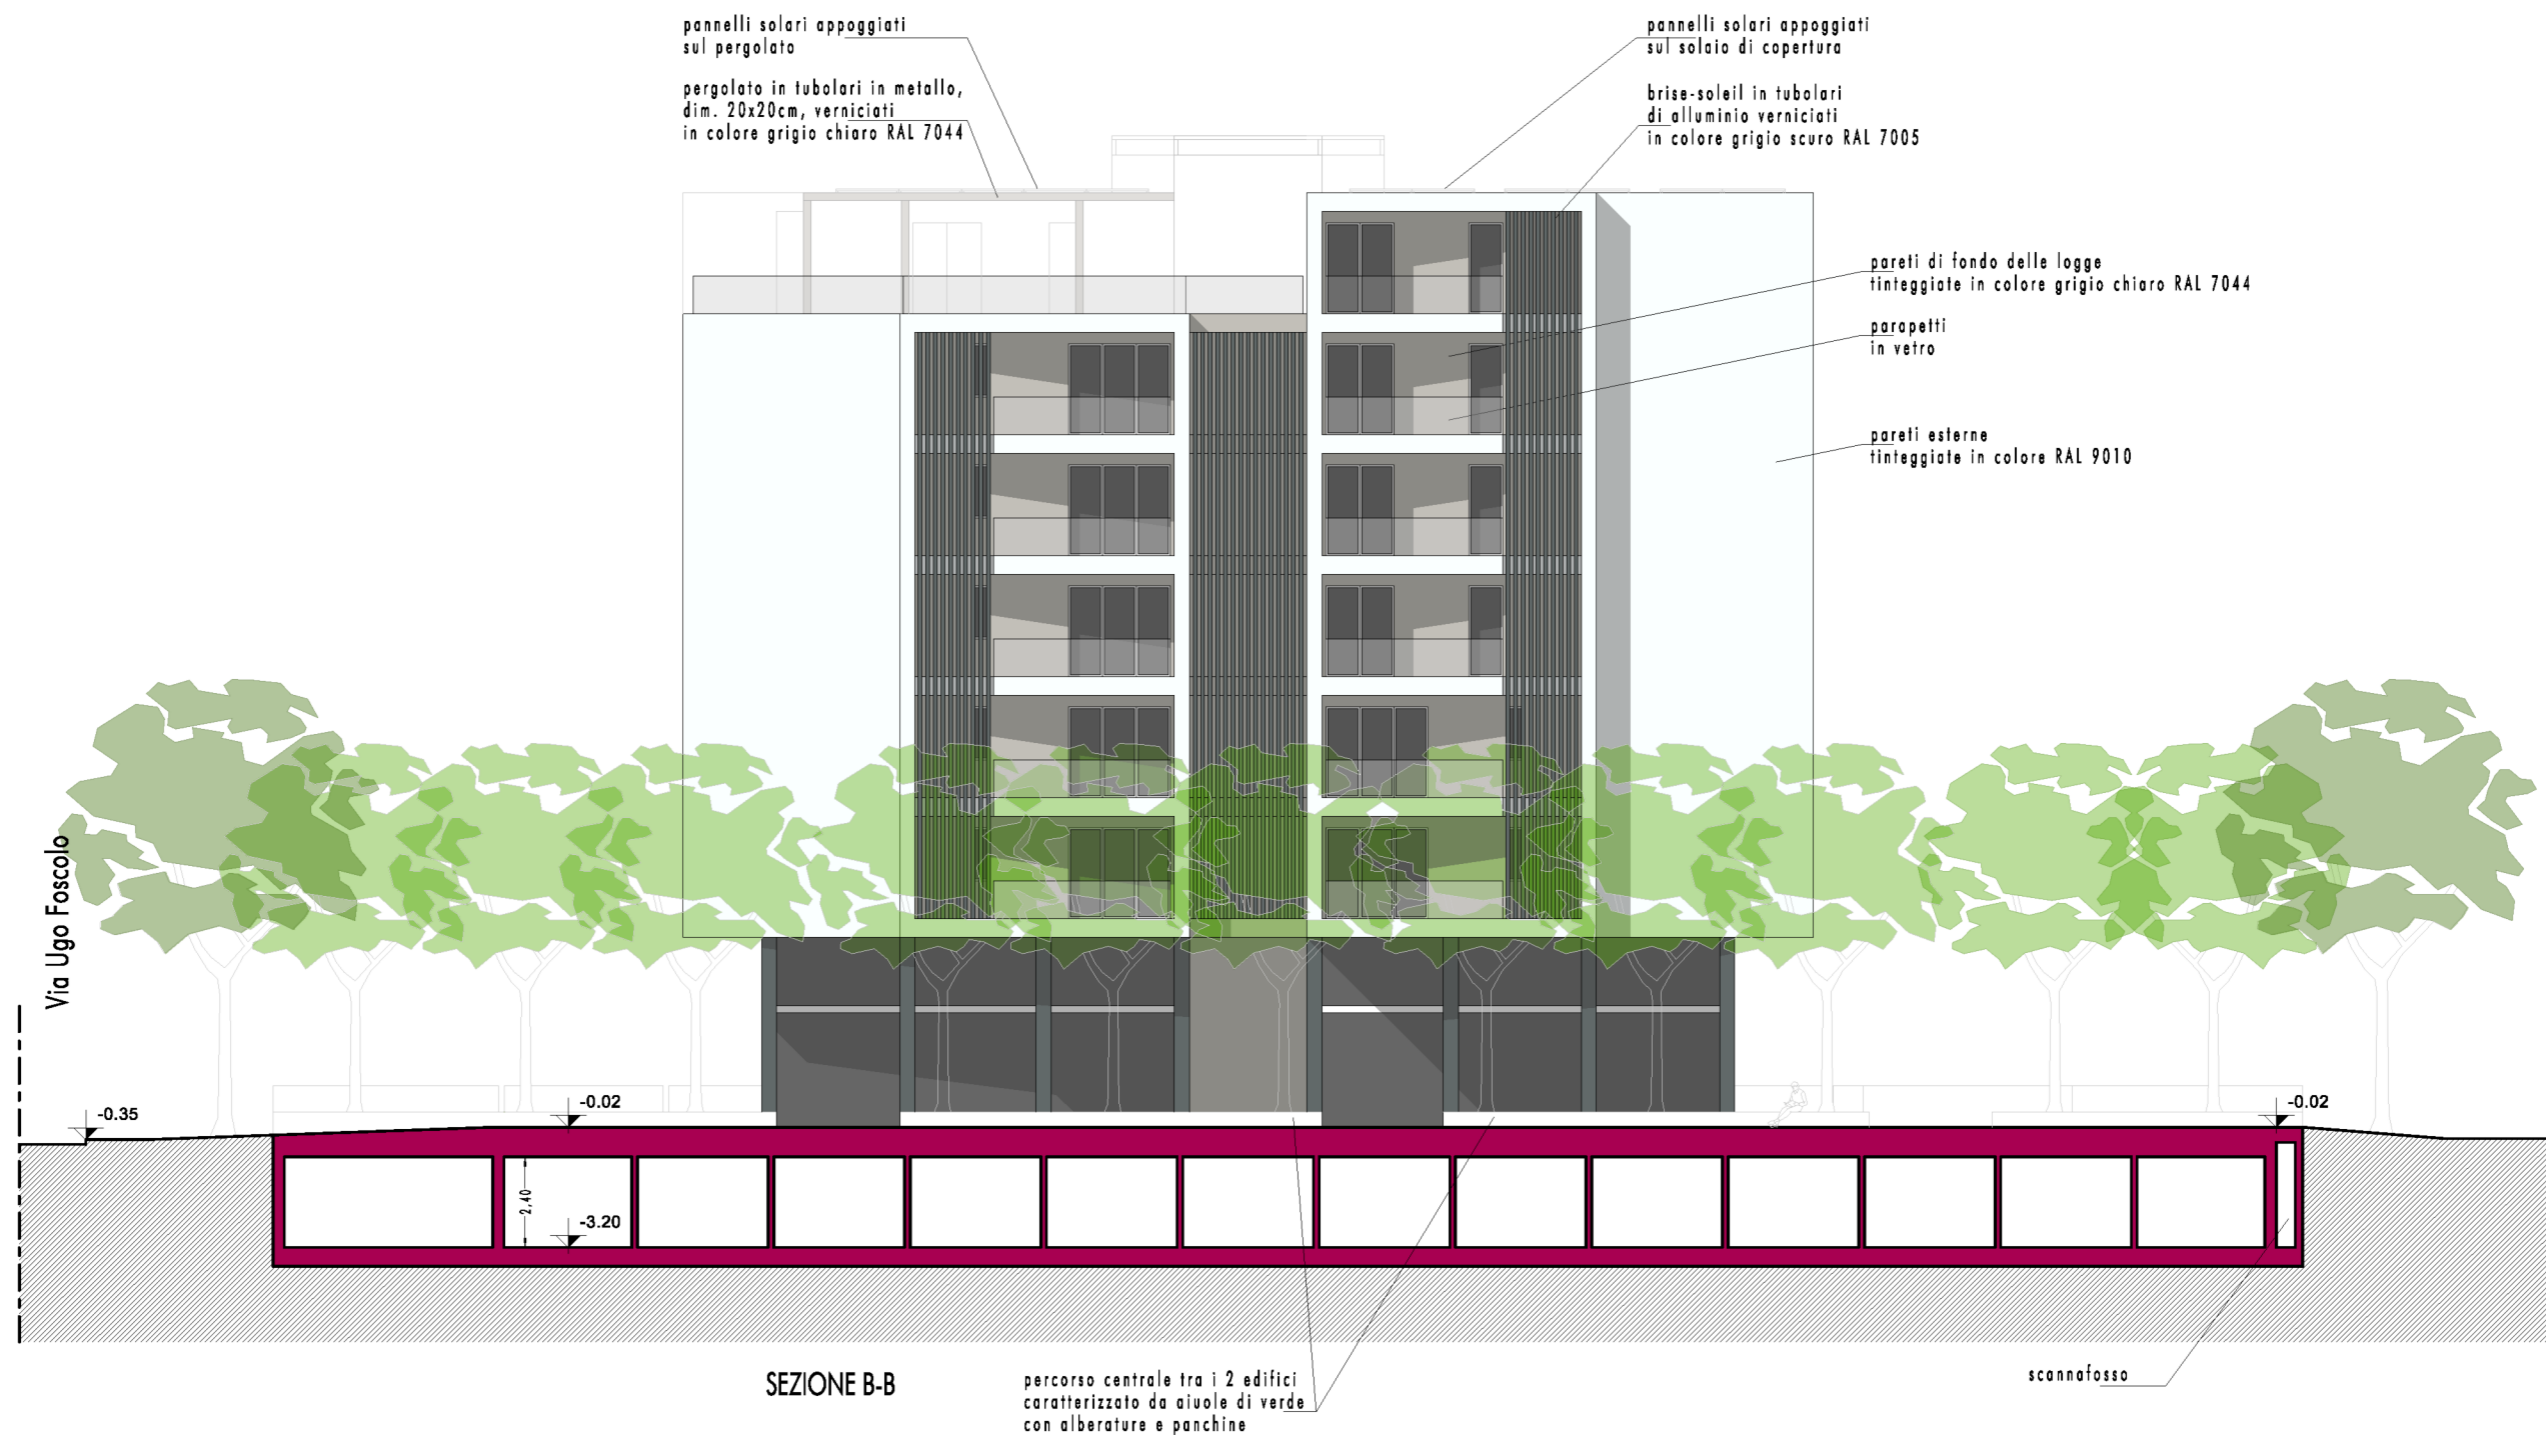 pannelli solari appoggiati
sul pergolato
pergolato in tubolari in metallo,
dim. 20x20cm, verniciati
in colore grigio chiaro RAL 7044
pannelli solari appoggiati
sul solaio di copertura
brise-soleil in tubolari
di alluminio verniciati
in colore grigio scuro RAL 7005
pareti di fondo delle logge
tinteggiate in colore grigio chiaro RAL 7044
parapetti
in vetro
pareti esterne
tinteggiate in colore RAL 9010
Via Ugo Foscolo
-0.35
-0.02
-0.02
2,40
-3.20
SEZIONE B-B
percorso centrale tra i 2 edifici
caratterizzato da aiuole di verde
con alberature e panchine
scannafosso